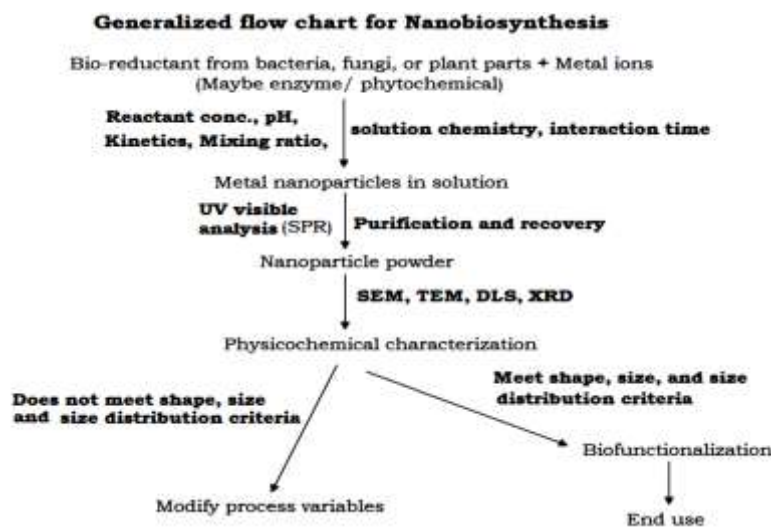 Generalized flow chart for Nanobiosynthesis
Bio-reductant from bacteria, fungi, or plant parts + Metal ions
(Maybe enzyme/ phytochemical)
Reactant conc., pH,
Kinetics, Mixing ratio,
solution chemistry, interaction time
Metal nanoparticles in solution
UV visible
analysis (SPR)
Purification and recovery
Nanoparticle powder
SEM, TEM, DLS, XRD
Physicochemical characterization
Does not meet shape, size
and size distribution criteria
Meet shape, size, and size
distribution criteria
Biofunctionalization
Modify process variables
End use